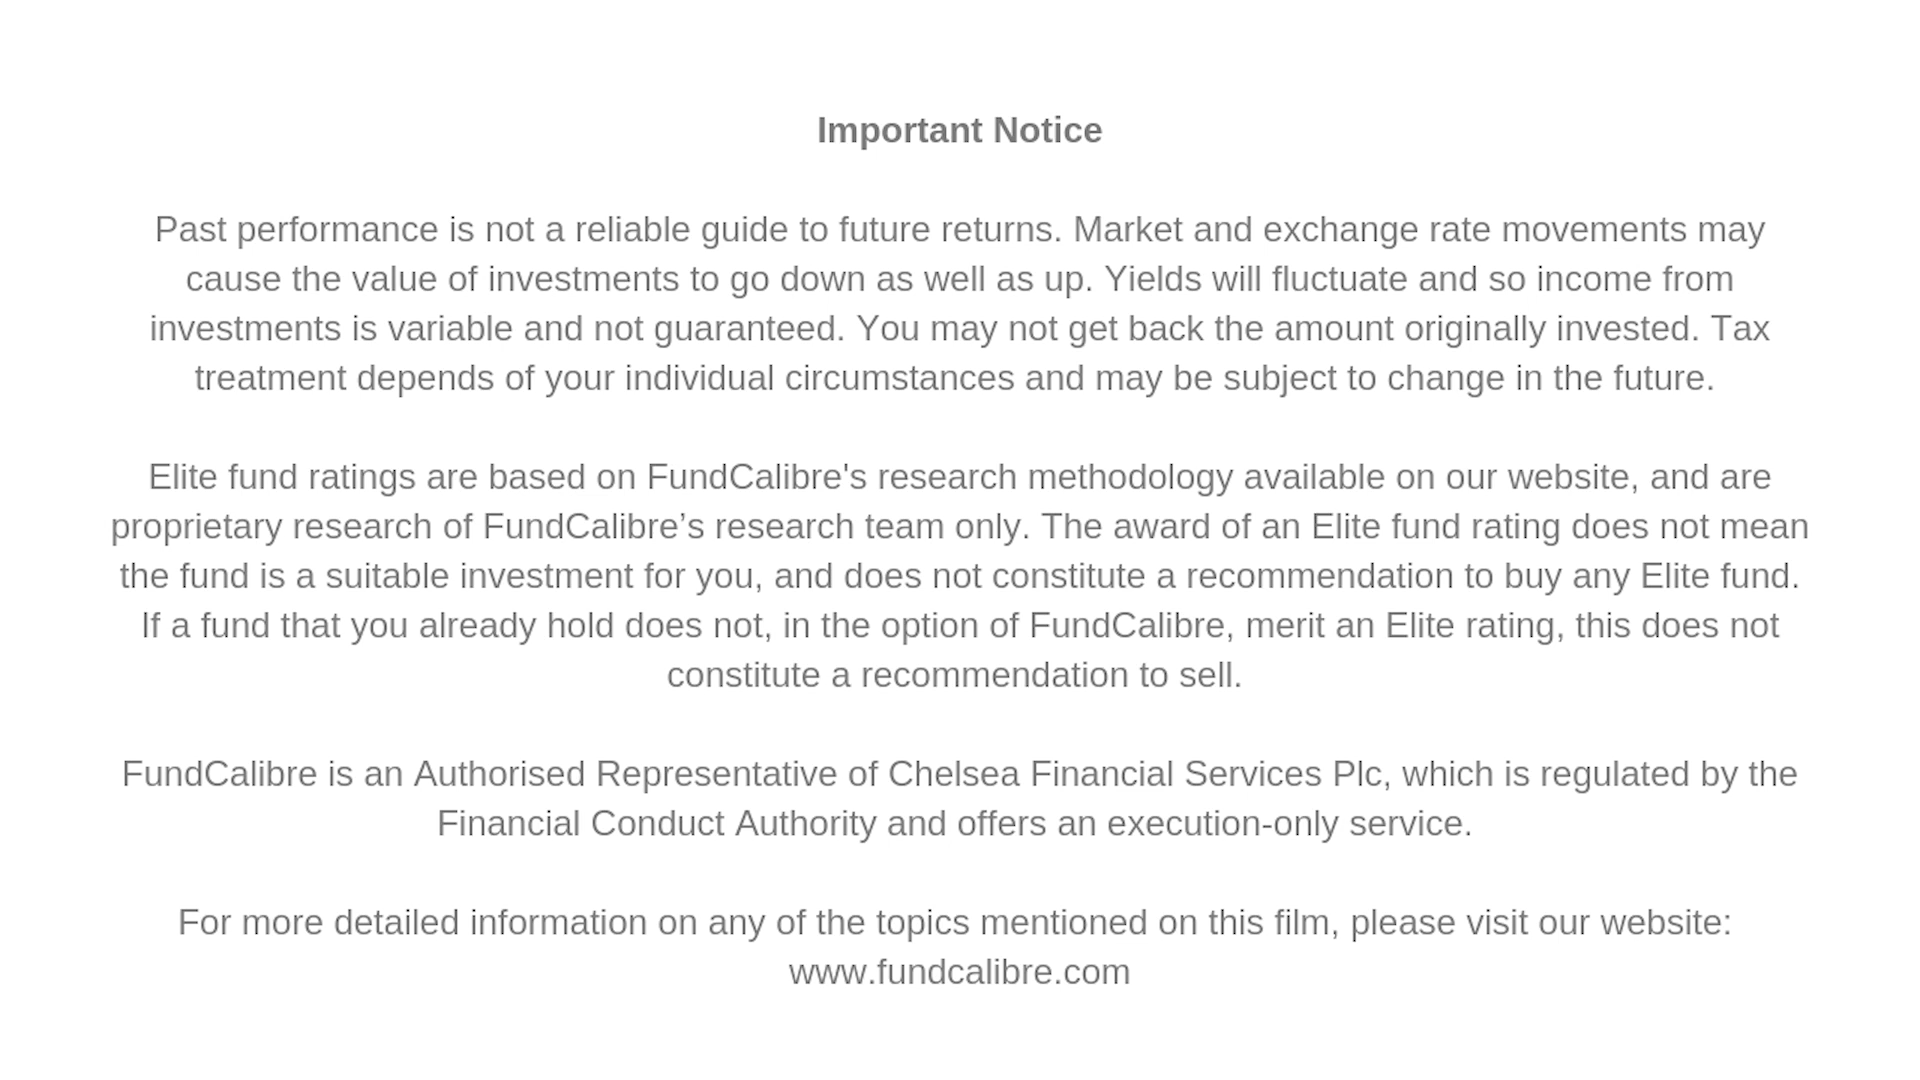 Important Notice
Past performance is not a reliable guide to future returns. Market and exchange rate movements may
cause the value of investments to go down as well as up. Yields will fluctuate and so income from
investments is variable and not guaranteed. You may not get back the amount originally invested. Tax
treatment depends of your individual circumstances and may be subject to change in the future.
Elite fund ratings are based on FundCalibre's research methodology available on our website, and are
proprietary research of FundCalibre’s research team only. The award of an Elite fund rating does not mean
the fund is a suitable investment for you, and does not constitute a recommendation to buy any Elite fund.
If a fund that you already hold does not, in the option of FundCalibre, merit an Elite rating, this does not
constitute a recommendation to sell.
FundCalibre is an Authorised Representative of Chelsea Financial Services Plc, which is regulated by the
Financial Conduct Authority and offers an execution-only service.
For more detailed information on any of the topics mentioned on this film, please visit our website:
www.fundcalibre.com